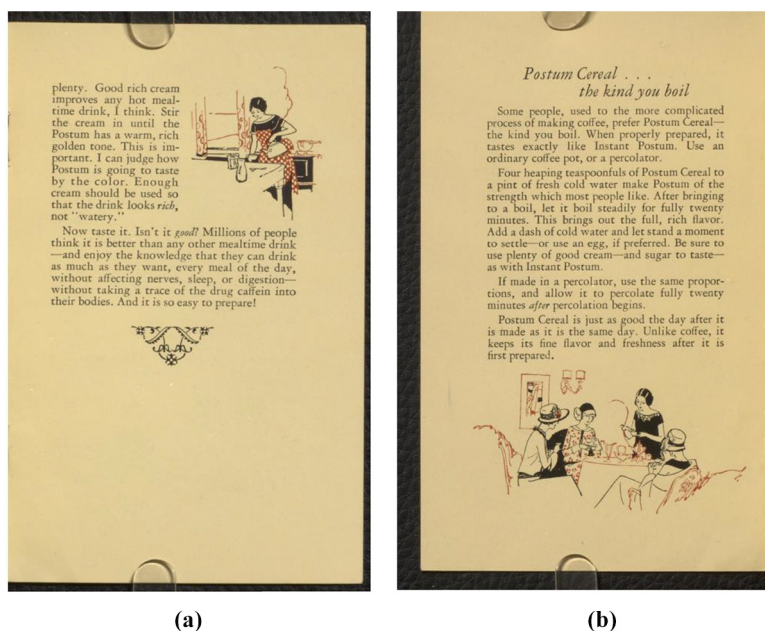 plenty. Good rich cream
improves any hot meal-
time drink, I think. Stir
the cream in until the
Postum has a warm, rich
golden tone. This is im-
portant. I can judge how
Postum is going to taste
by the color. Enough
cream should be used so
that the drink looks rich,
not "watery."
Now taste it. Isn't it good? Millions of people
think it is better than any other mealtime drink
—and enjoy the knowledge that they can drink
as much as they want, every meal of the day,
without affecting nerves, sleep, or digestion—
without taking a trace of the drug caffein into
their bodies. And it is so easy to prepare!
(a)
Postum Cereal . . .
the kind you boil
Some people, used to the more complicated
process of making coffee, prefer Postum Cereal—
the kind you boil. When properly prepared, it
tastes exactly like Instant Postum. Use an
ordinary coffee pot, or a percolator.
Four heaping teaspoonfuls of Postum Cereal to
a pint of fresh cold water make Postum of the
strength which most people like. After bringing
to a boil, let it boil steadily for fully twenty
minutes. This brings out the full, rich flavor.
Add a dash of cold water and let stand a moment
to settle—or use an egg, if preferred. Be sure to
use plenty of good cream—and sugar to taste—
as with Instant Postum.
If made in a percolator, use the same propor-
tions, and allow it to percolate fully twenty
minutes after percolation begins.
Postum Cereal is just as good the day after it
is made as it is the same day. Unlike coffee, it
keeps its fine flavor and freshness after it is
first prepared.
(b)